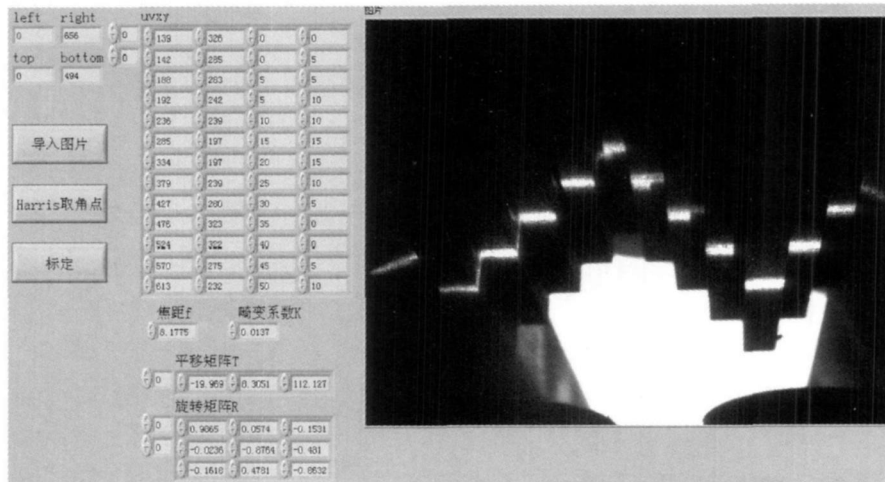 left right uvxy 图片
0 656 0 139 326 0 0
top bottom 0 142 285 0 5
0 494 188 283 5 5
192 242 5 10
236 239 10 10
导入图片 285 197 15 15
334 197 20 15
379 239 25 10
Harris取角点 427 280 30 5
476 323 35 0
标定 524 322 40 0
570 275 45 5
613 232 50 10
焦距f 畸变系数K
8.1775 0.0137
平移矩阵T
0 -19.969 8.3051 112.127
旋转矩阵R
0 0.9865 0.0574 -0.1531
0 -0.0236 -0.8764 -0.481
-0.1618 0.4781 -0.8632